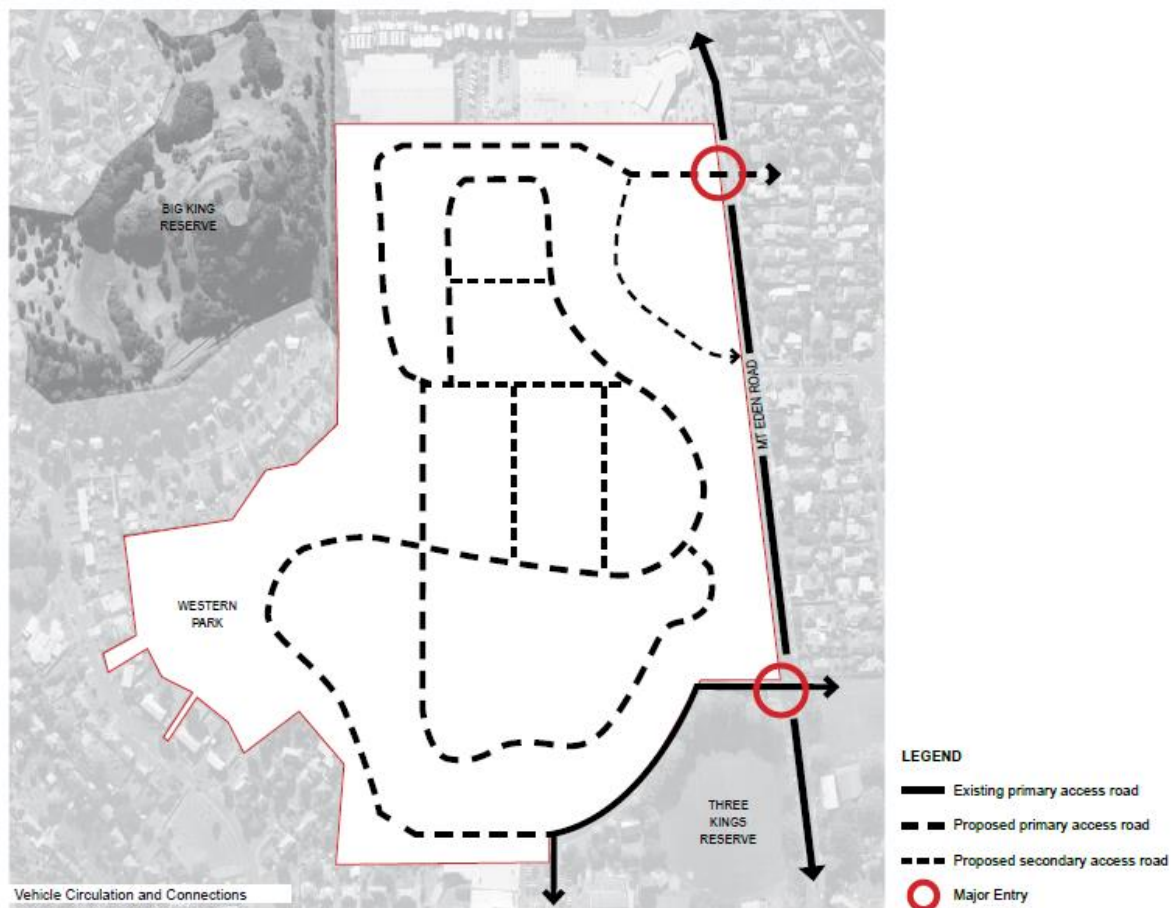 BIG KING
RESERVE
MT EDEN ROAD
WESTERN
PARK
THREE
KINGS
RESERVE
LEGEND
Existing primary access road
Proposed primary access road
Proposed secondary access road
Major Entry
Vehicle Circulation and Connections